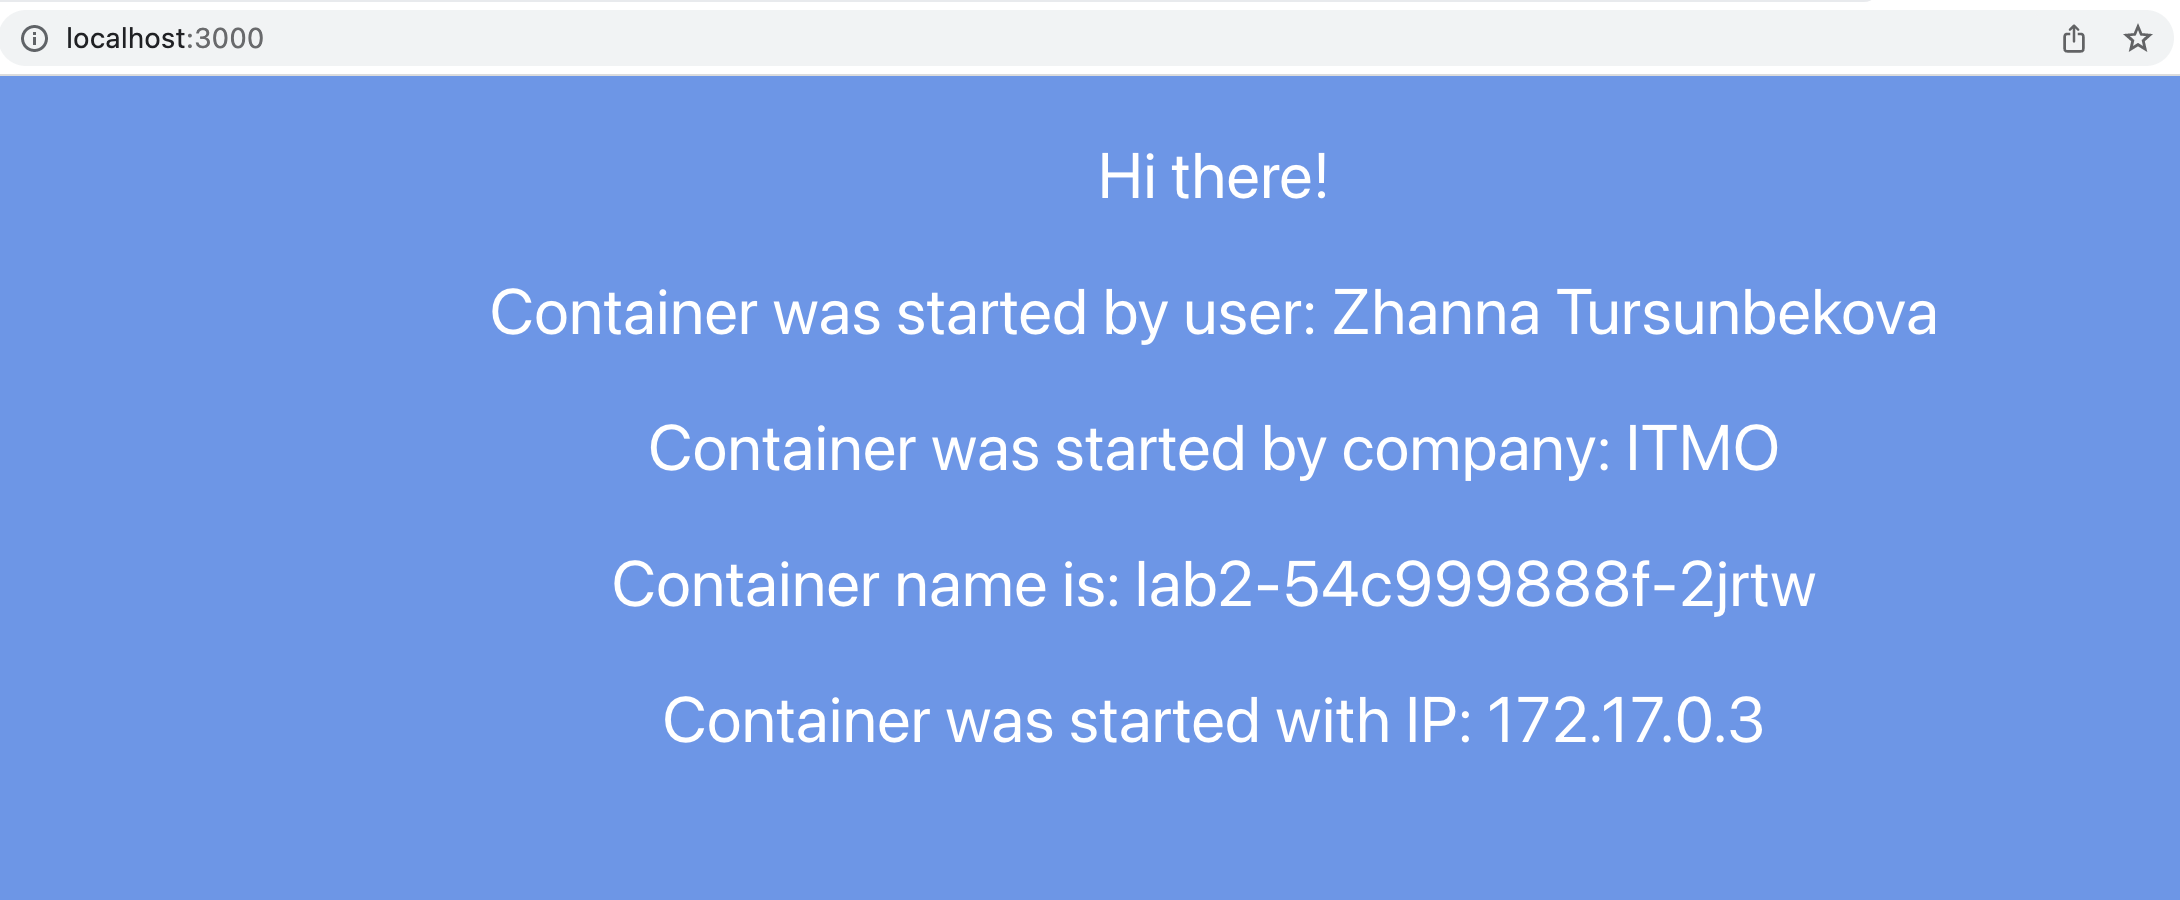 localhost:3000
Hi there!
Container was started by user: Zhanna Tursunbekova
Container was started by company: ITMO
Container name is: lab2-54c999888f-2jrtw
Container was started with IP: 172.17.0.3